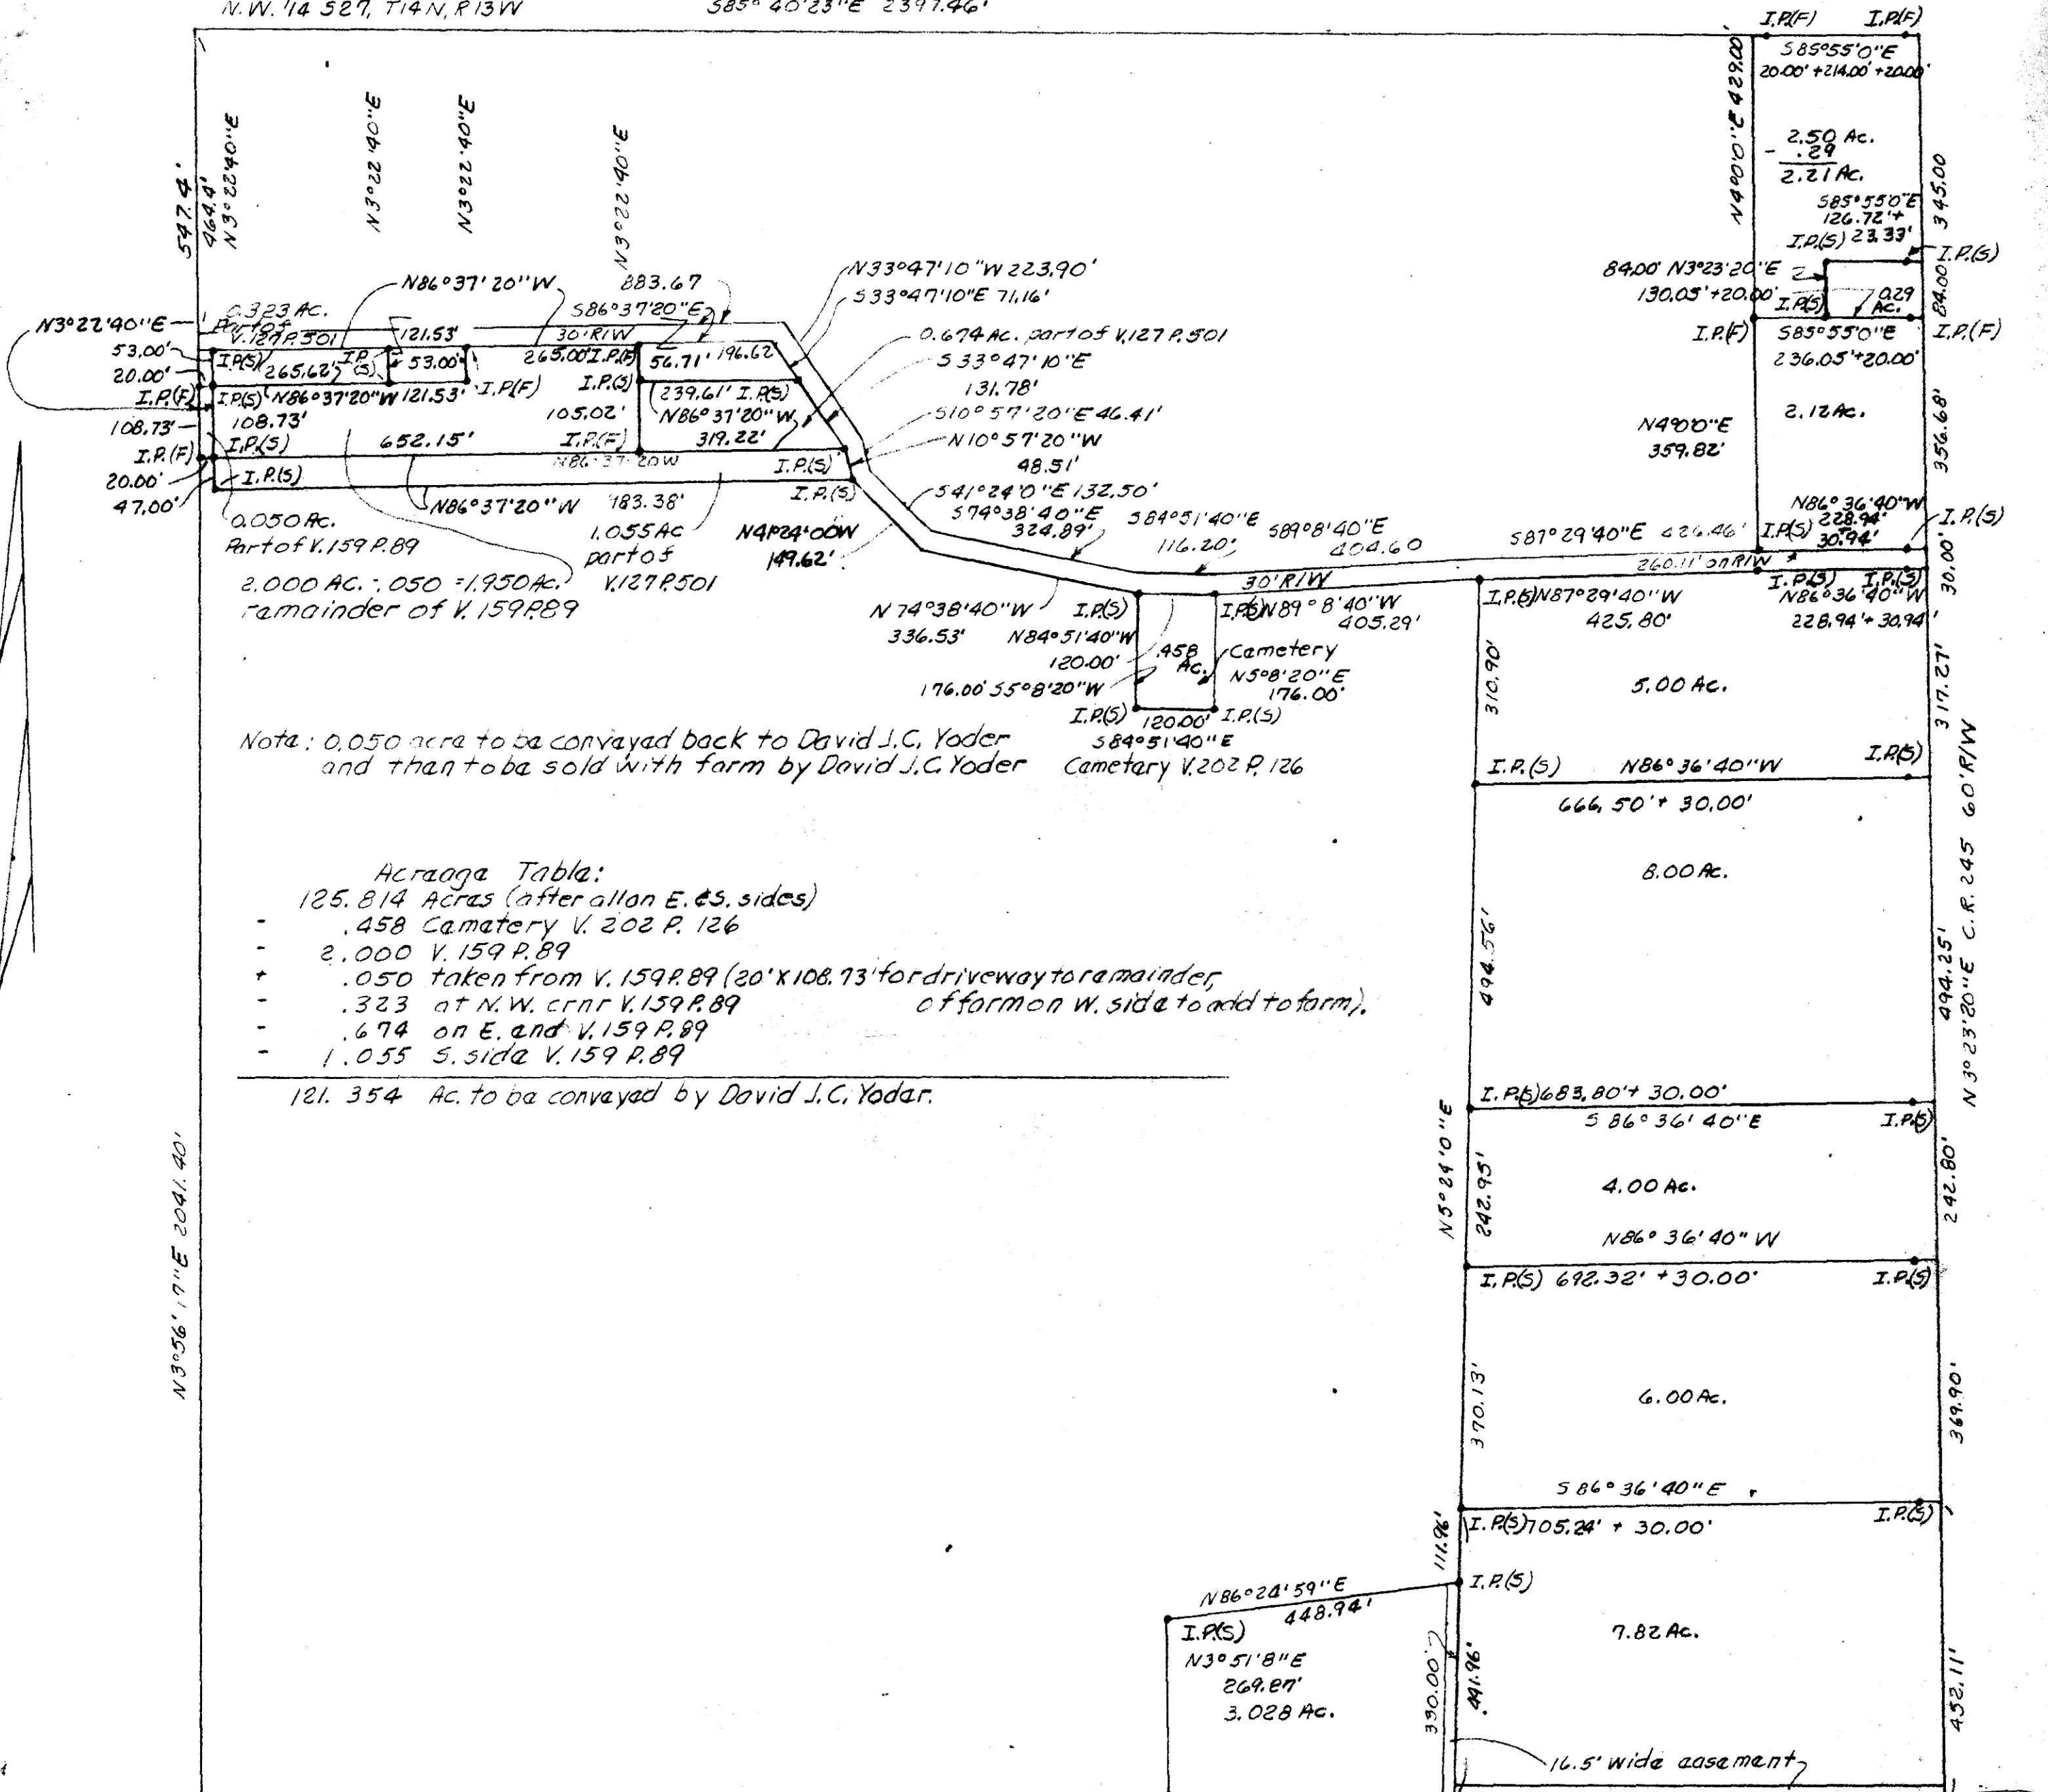 N.W. 1/4 S27, T14N, R13W
S85° 40'23"E 2397.46'
I.P.(F)
I.P.(F)
S85°55'0"E
20.00' + 214.00' + 20.00'
N4°0'0"E 429.00'
2.50 Ac.
- .29
2.21 Ac.
S85°55'0"E
126.72' +
23.33'
I.P.(S)
I.P.(S)
345.00
84.00' N3°23'20"E
130.05' + 20.00'
I.P.(S)
0.29
Ac.
84.00'
I.P.(F)
S85°55'0"E
I.P.(F)
236.05' + 20.00'
2.12 Ac.
N4°0'0"E
359.82'
356.68'
547.4'
464.4'
N3°22'40"E
N3°22'40"E
N3°22'40"E
N3°22'40"E
N86°37'20"W
883.67
S86°37'20"E
N33°47'10"W 223.90'
S33°47'10"E 71.16'
0.323 AC.
Part of
V.127 P.501
N3°22'40"E
121.53'
30' R/W
0.674 AC. part of V.127 P.501
53.00'
I.P.(S)
I.P.
(S)
53.00'
265.00'
I.P.(F)
56.71'
196.62
S33°47'10"E
131.78'
20.00'
265.62'
I.P.(F)
I.P.(S)
N86°37'20"W 121.53'
I.P.(F)
I.P.(S)
239.61'
I.P.(S)
N86°37'20"W
S10°57'20"E 46.41'
108.73'
108.73'
105.02'
319.22'
N10°57'20"W
48.51'
I.P.(F)
I.P.(S)
652.15'
I.P.(F)
N86°37'20"W
I.P.(S)
20.00'
I.P.(S)
47.00'
N86°37'20"W
983.38'
I.P.(S)
S41°24'0"E 132.50'
S74°38'40"E
324.89'
S84°51'40"E
116.20'
S89°8'40"E
404.60
S87°29'40"E 426.46'
I.P.(S)
N86°36'40"W
228.94'
+
30.94'
I.P.(S)
0.050 AC.
Part of V.159 P.89
1.055 AC
part of
V.127 P.501
N41°24'00W
149.62'
2.000 AC. - .050 = 1.950 AC.
remainder of V.159 P.89
30' R/W
260.11' on R/W
30.00'
I.P.(S)
I.P.(S)
N74°38'40"W
336.53'
I.P.(S)
N84°51'40"W
120.00'
I.P.(S)
N89°8'40"W
405.29'
I.P.(S)
N87°29'40"W
425.80'
N86°36'40"W
228.94' + 30.94'
.458
Ac.
Cemetery
N5°8'20"E
176.00'
176.00' S5°8'20"W
I.P.(S)
120.00'
I.P.(S)
S84°51'40"E
Cemetery V.202 P. 126
310.90'
5.00 Ac.
317.27'
Note: 0.050 acre to be conveyed back to David J.C. Yoder
and then to be sold with farm by David J.C. Yoder
I.P.(S)
N86°36'40"W
I.P.(S)
666.50' + 30.00'
8.00 Ac.
494.56'
494.25'
N3°23'20"E C.R. 245 60' R/W
Acreage Table:
125.814 Acres (after all on E. & S. sides)
- .458 Cemetery V. 202 P. 126
- 2.000 V. 159 P. 89
+ .050 taken from V. 159 P. 89 (20' X 108.73' for driveway to remainder,
of farm on W. side to add to farm).
- .323 at N.W. crnr V.159 P.89
- .674 on E. end V.159 P.89
- 1.055 S. side V. 159 P.89
121.354 Ac. to be conveyed by David J.C. Yoder.
I.P.(S)
683.80' + 30.00'
S86°36'40"E
I.P.(S)
N5°24'0"E
242.95'
4.00 Ac.
242.80'
N86°36'40"W
I.P.(S)
692.32' + 30.00'
I.P.(S)
N3°56'17"E 2041.40'
370.13'
6.00 Ac.
369.90'
S86°36'40"E
I.P.(S)
705.24' + 30.00'
I.P.(S)
111.96'
I.P.(S)
N86°24'59"E
448.94'
I.P.(S)
N3°51'8"E
269.87'
3.028 Ac.
330.00'
441.96'
7.82 Ac.
452.11'
16.5' wide easement